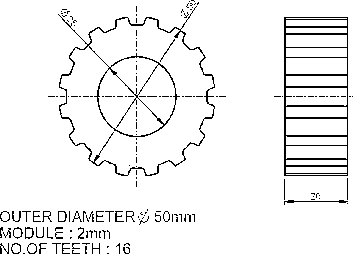 OUTER DIAMETER ∅ 50mm
MODULE : 2mm
NO.OF TEETH : 16